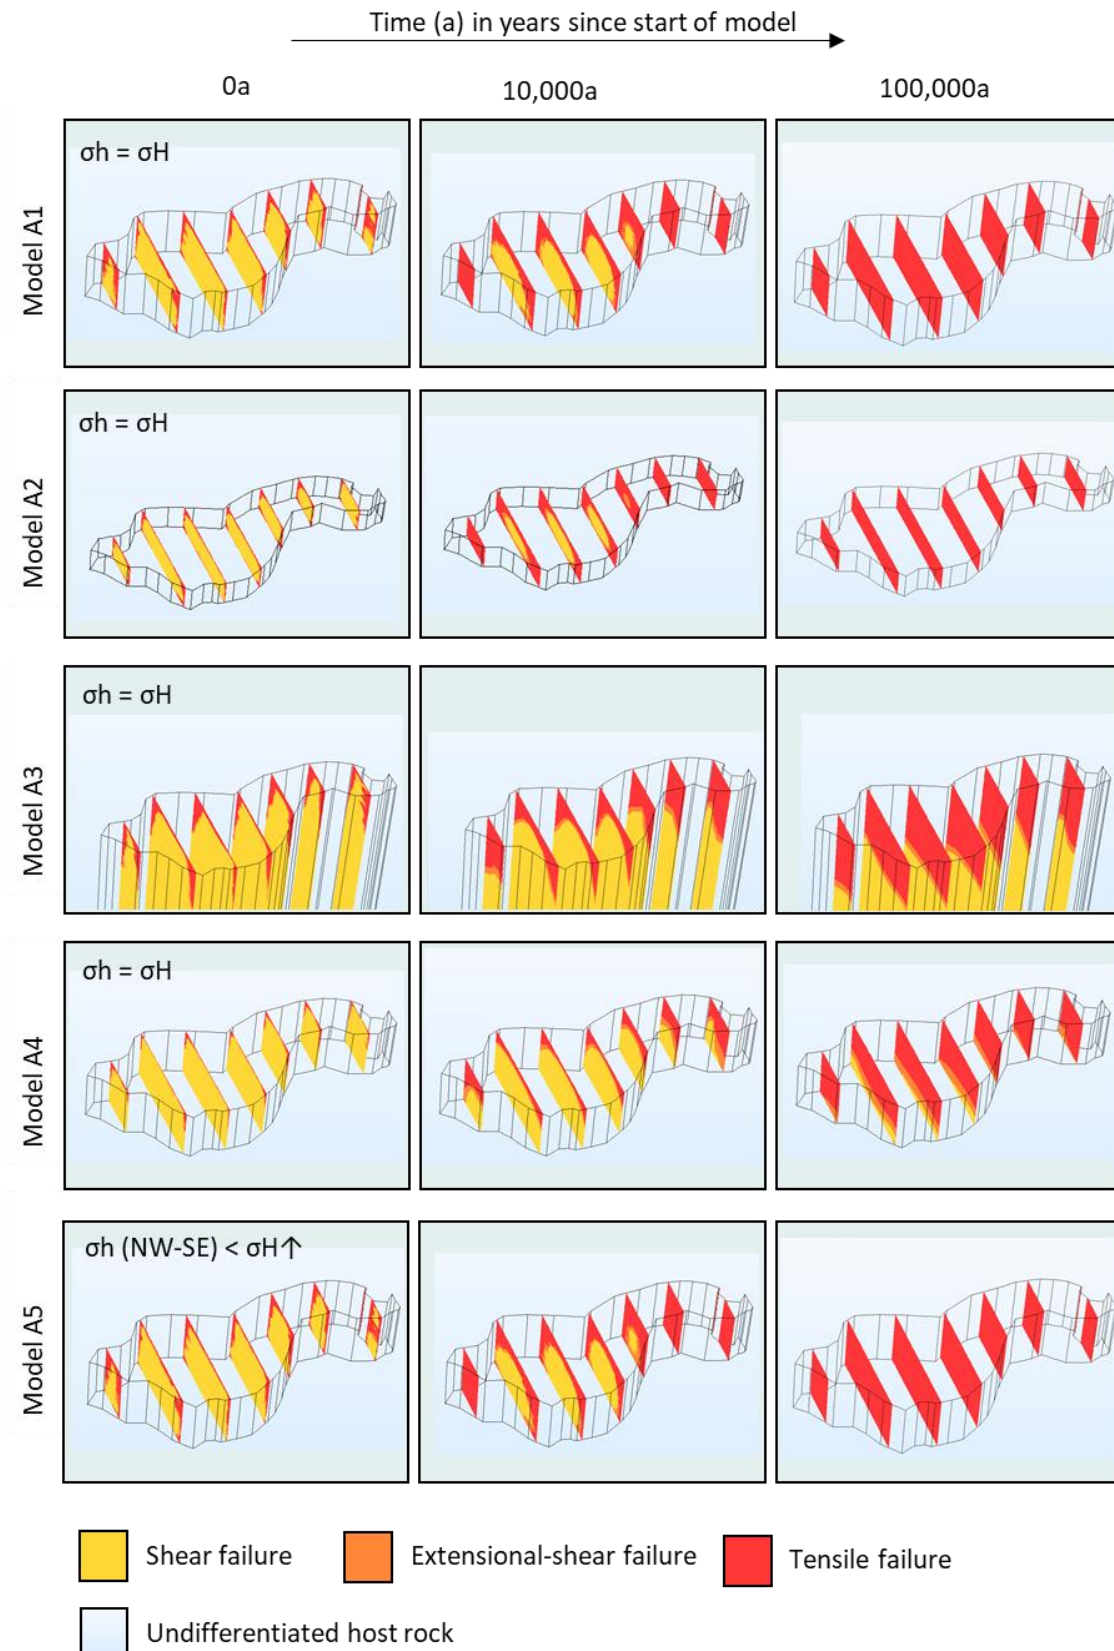 Time (a) in years since start of model
0a
10,000a
100,000a
Model A1
σh = σH
Model A2
σh = σH
Model A3
σh = σH
Model A4
σh = σH
Model A5
σh (NW-SE) < σH↑
Shear failure
Extensional-shear failure
Tensile failure
Undifferentiated host rock